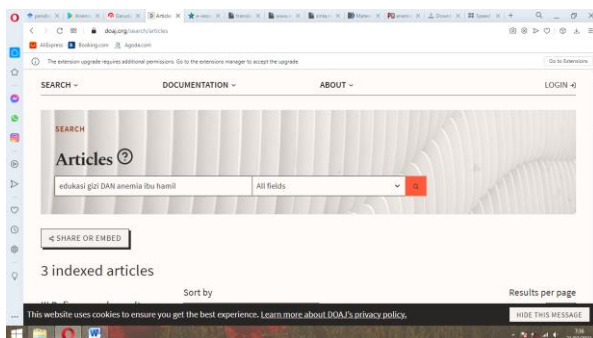 doaj.org/search/articles
AliExpress Booking.com Agoda.com
The extension upgrade requires additional permissions. Go to the extensions manager to accept the upgrade
Go to Extensions
SEARCH DOCUMENTATION ABOUT LOGIN
SEARCH
Articles
edukasi gizi DAN anemia ibu hamil All fields
SHARE OR EMBED
3 indexed articles
Sort by Results per page
This website uses cookies to ensure you get the best experience. Learn more about DOAJ's privacy policy.
HIDE THIS MESSAGE